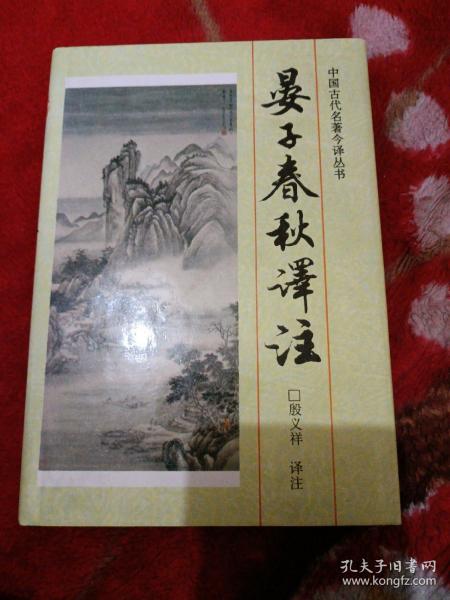 中国古代名著今译丛书
晏子春秋譯注
□殷义祥 译注
孔夫子旧书网
www.kongfz.com